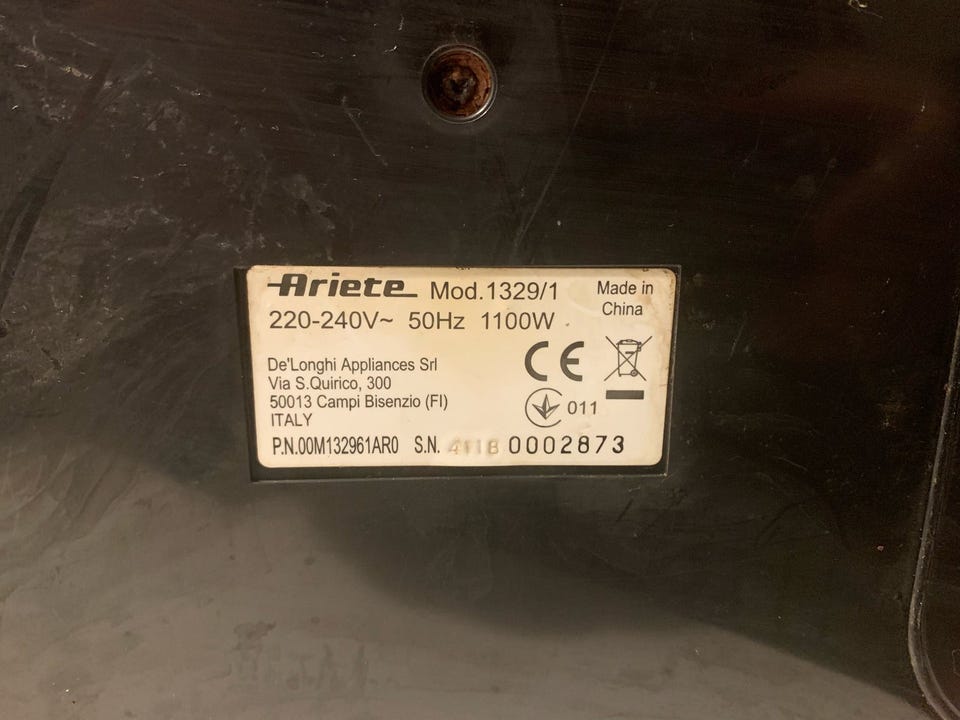 Ariete Mod.1329/1
Made in
China
220-240V~ 50Hz 1100W
De'Longhi Appliances Srl
Via S.Quirico, 300
50013 Campi Bisenzio (FI)
ITALY
CE
011
P.N.00M132961AR0 S.N. 0002873